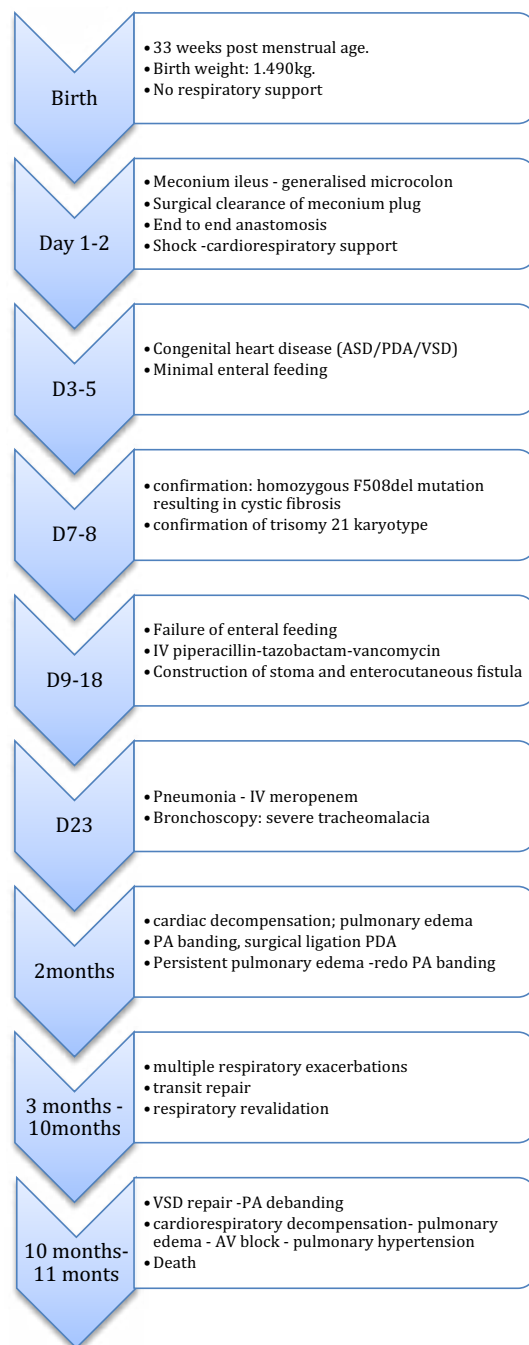 Birth
• 33 weeks post menstrual age.
• Birth weight: 1.490kg.
• No respiratory support
Day 1-2
• Meconium ileus - generalised microcolon
• Surgical clearance of meconium plug
• End to end anastomosis
• Shock -cardiorespiratory support
D3-5
• Congenital heart disease (ASD/PDA/VSD)
• Minimal enteral feeding
D7-8
• confirmation: homozygous F508del mutation
resulting in cystic fibrosis
• confirmation of trisomy 21 karyotype
D9-18
• Failure of enteral feeding
• IV piperacillin-tazobactam-vancomycin
• Construction of stoma and enterocutaneous fistula
D23
• Pneumonia - IV meropenem
• Bronchoscopy: severe tracheomalacia
2months
• cardiac decompensation; pulmonary edema
• PA banding, surgical ligation PDA
• Persistent pulmonary edema -redo PA banding
3 months -
10months
• multiple respiratory exacerbations
• transit repair
• respiratory revalidation
10 months-
11 monts
• VSD repair -PA debanding
• cardiorespiratory decompensation- pulmonary
edema - AV block - pulmonary hypertension
• Death